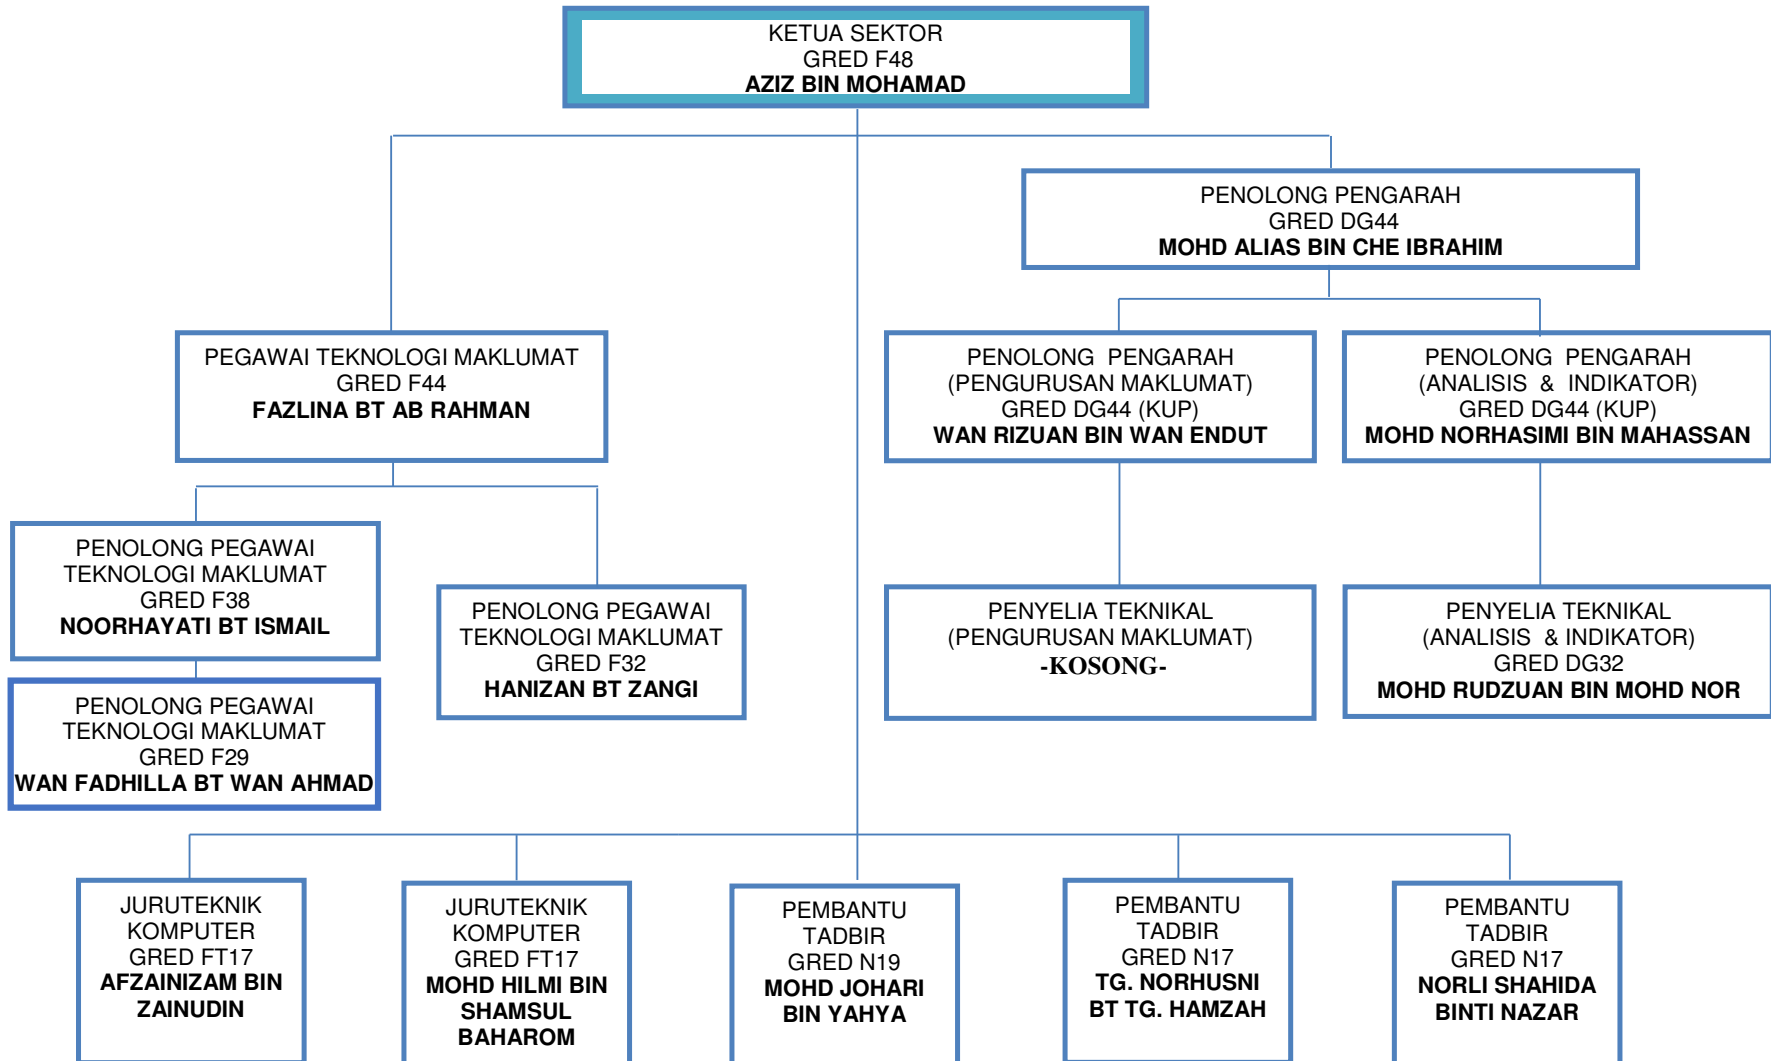 KETUA SEKTOR
GRED F48
AZIZ BIN MOHAMAD
PENOLONG PENGARAH
GRED DG44
MOHD ALIAS BIN CHE IBRAHIM
PEGAWAI TEKNOLOGI MAKLUMAT
GRED F44
FAZLINA BT AB RAHMAN
PENOLONG PENGARAH
(PENGURUSAN MAKLUMAT)
GRED DG44 (KUP)
WAN RIZUAN BIN WAN ENDUT
PENOLONG PENGARAH
(ANALISIS & INDIKATOR)
GRED DG44 (KUP)
MOHD NORHASIMI BIN MAHASSAN
PENOLONG PEGAWAI
TEKNOLOGI MAKLUMAT
GRED F38
NOORHAYATI BT ISMAIL
PENOLONG PEGAWAI
TEKNOLOGI MAKLUMAT
GRED F32
HANIZAN BT ZANGI
PENYELIA TEKNIKAL
(PENGURUSAN MAKLUMAT)
-KOSONG-
PENYELIA TEKNIKAL
(ANALISIS & INDIKATOR)
GRED DG32
MOHD RUDZUAN BIN MOHD NOR
PENOLONG PEGAWAI
TEKNOLOGI MAKLUMAT
GRED F29
WAN FADHILLA BT WAN AHMAD
JURUTEKNIK
KOMPUTER
GRED FT17
AFZAINIZAM BIN
ZAINUDIN
JURUTEKNIK
KOMPUTER
GRED FT17
MOHD HILMI BIN
SHAMSUL
BAHAROM
PEMBANTU
TADBIR
GRED N19
MOHD JOHARI
BIN YAHYA
PEMBANTU
TADBIR
GRED N17
TG. NORHUSNI
BT TG. HAMZAH
PEMBANTU
TADBIR
GRED N17
NORLI SHAHIDA
BINTI NAZAR